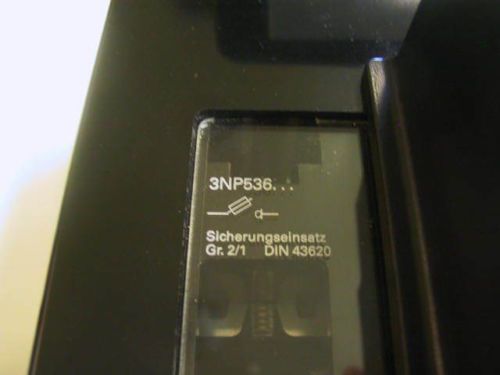 3NP536...
Sicherungseinsatz
Gr. 2/1 DIN 43620